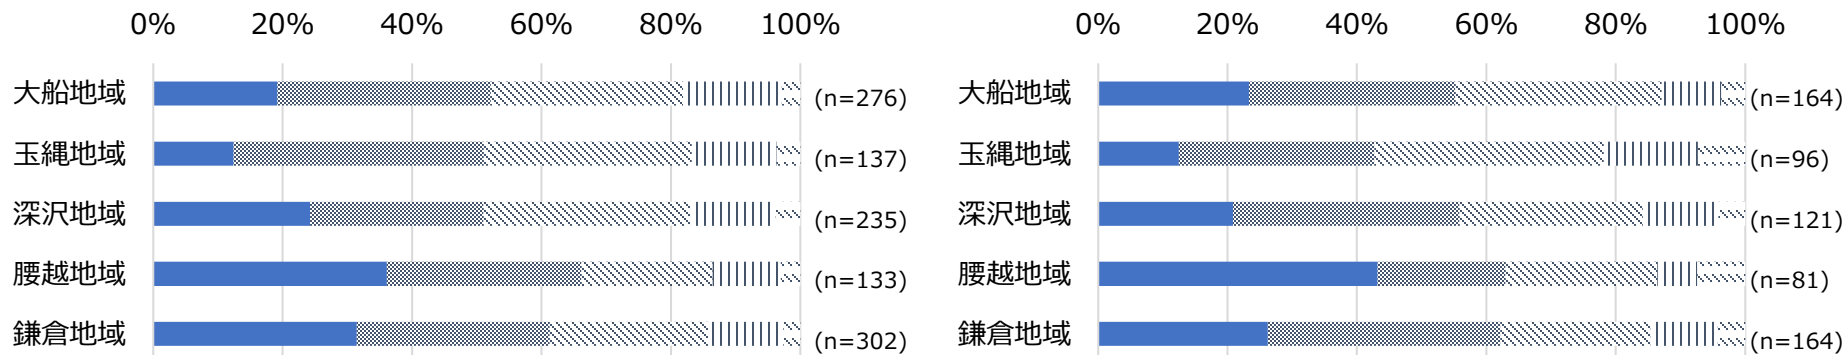 0% 20% 40% 60% 80% 100%
大船地域 (n=276)
玉縄地域 (n=137)
深沢地域 (n=235)
腰越地域 (n=133)
鎌倉地域 (n=302)
0% 20% 40% 60% 80% 100%
大船地域 (n=164)
玉縄地域 (n=96)
深沢地域 (n=121)
腰越地域 (n=81)
鎌倉地域 (n=164)